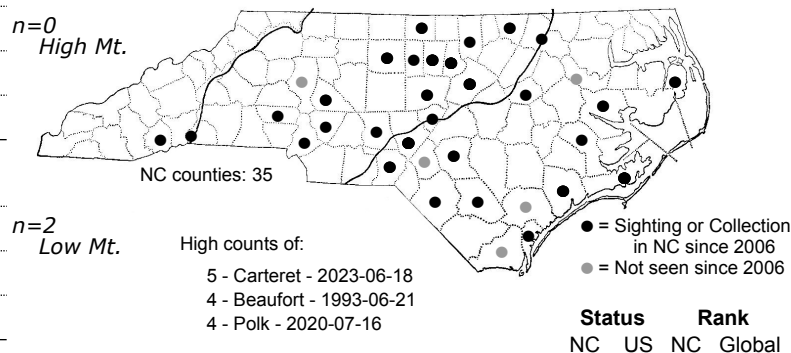 n=0
High Mt.
NC counties: 35
n=2
Low Mt.
High counts of:
5 - Carteret - 2023-06-18
4 - Beaufort - 1993-06-21
4 - Polk - 2020-07-16
= Sighting or Collection
in NC since 2006
= Not seen since 2006
Status Rank
NC US NC Global